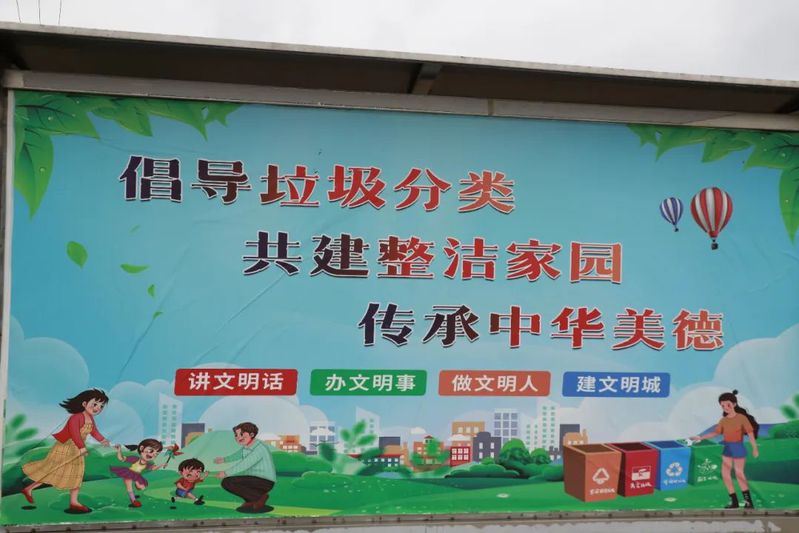 倡导垃圾分类
共建整洁家园
传承中华美德
讲文明话 办文明事 做文明人 建文明城